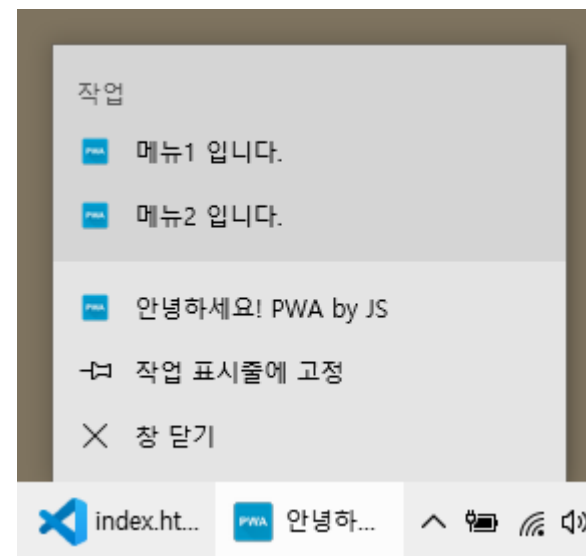 작업
PWA 메뉴1 입니다.
PWA 메뉴2 입니다.
PWA 안녕하세요! PWA by JS
작업 표시줄에 고정
창 닫기
index.ht... PWA 안녕하...